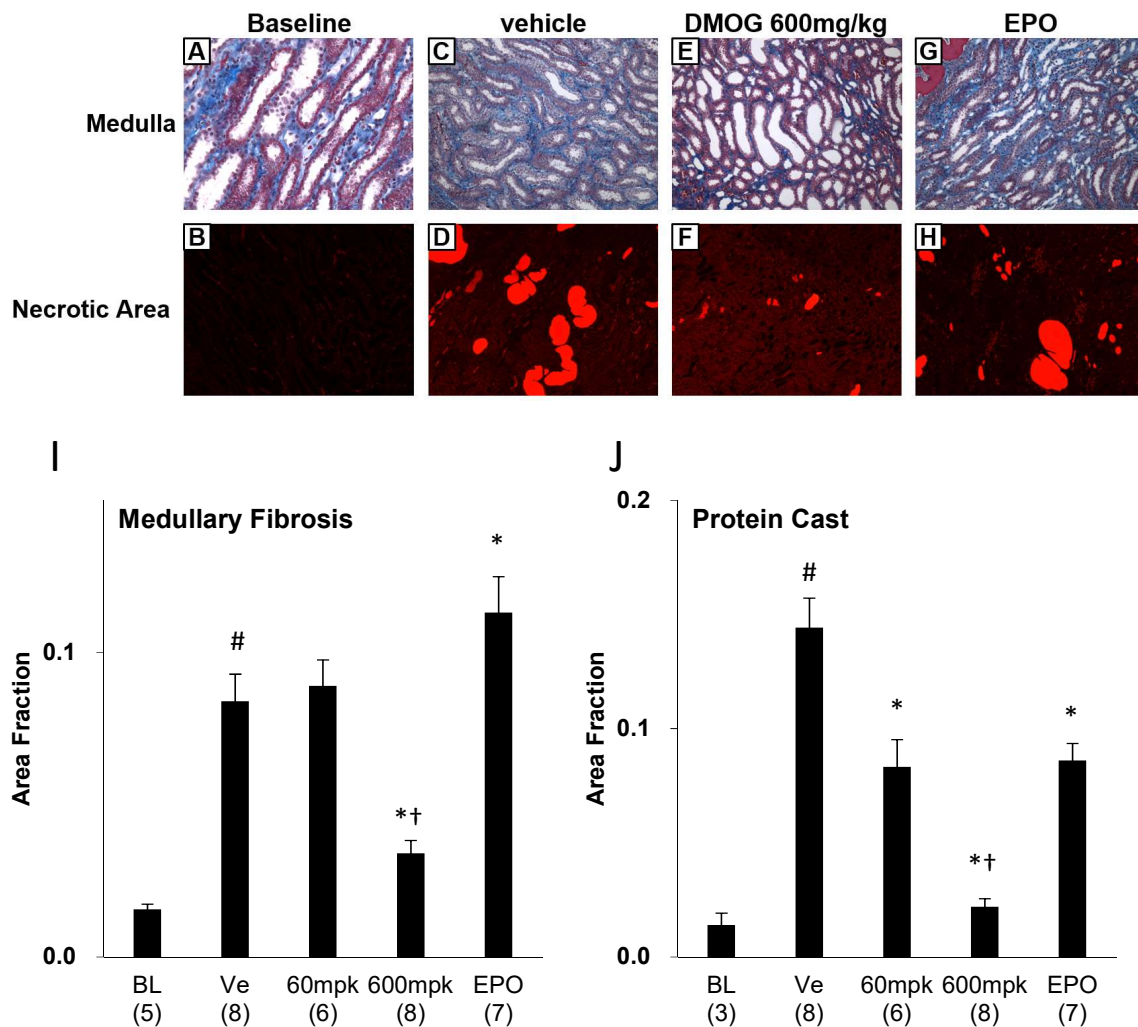 Baseline vehicle DMOG 600mg/kg EPO
A C E G
Medulla
B D F H
Necrotic Area
I J
Medullary Fibrosis
*
#
*†
0.1
0.0
Area Fraction
BL Ve 60mpk 600mpk EPO
(5) (8) (6) (8) (7)
0.2
Protein Cast
#
* *
*†
0.1
0.0
Area Fraction
BL Ve 60mpk 600mpk EPO
(3) (8) (6) (8) (7)